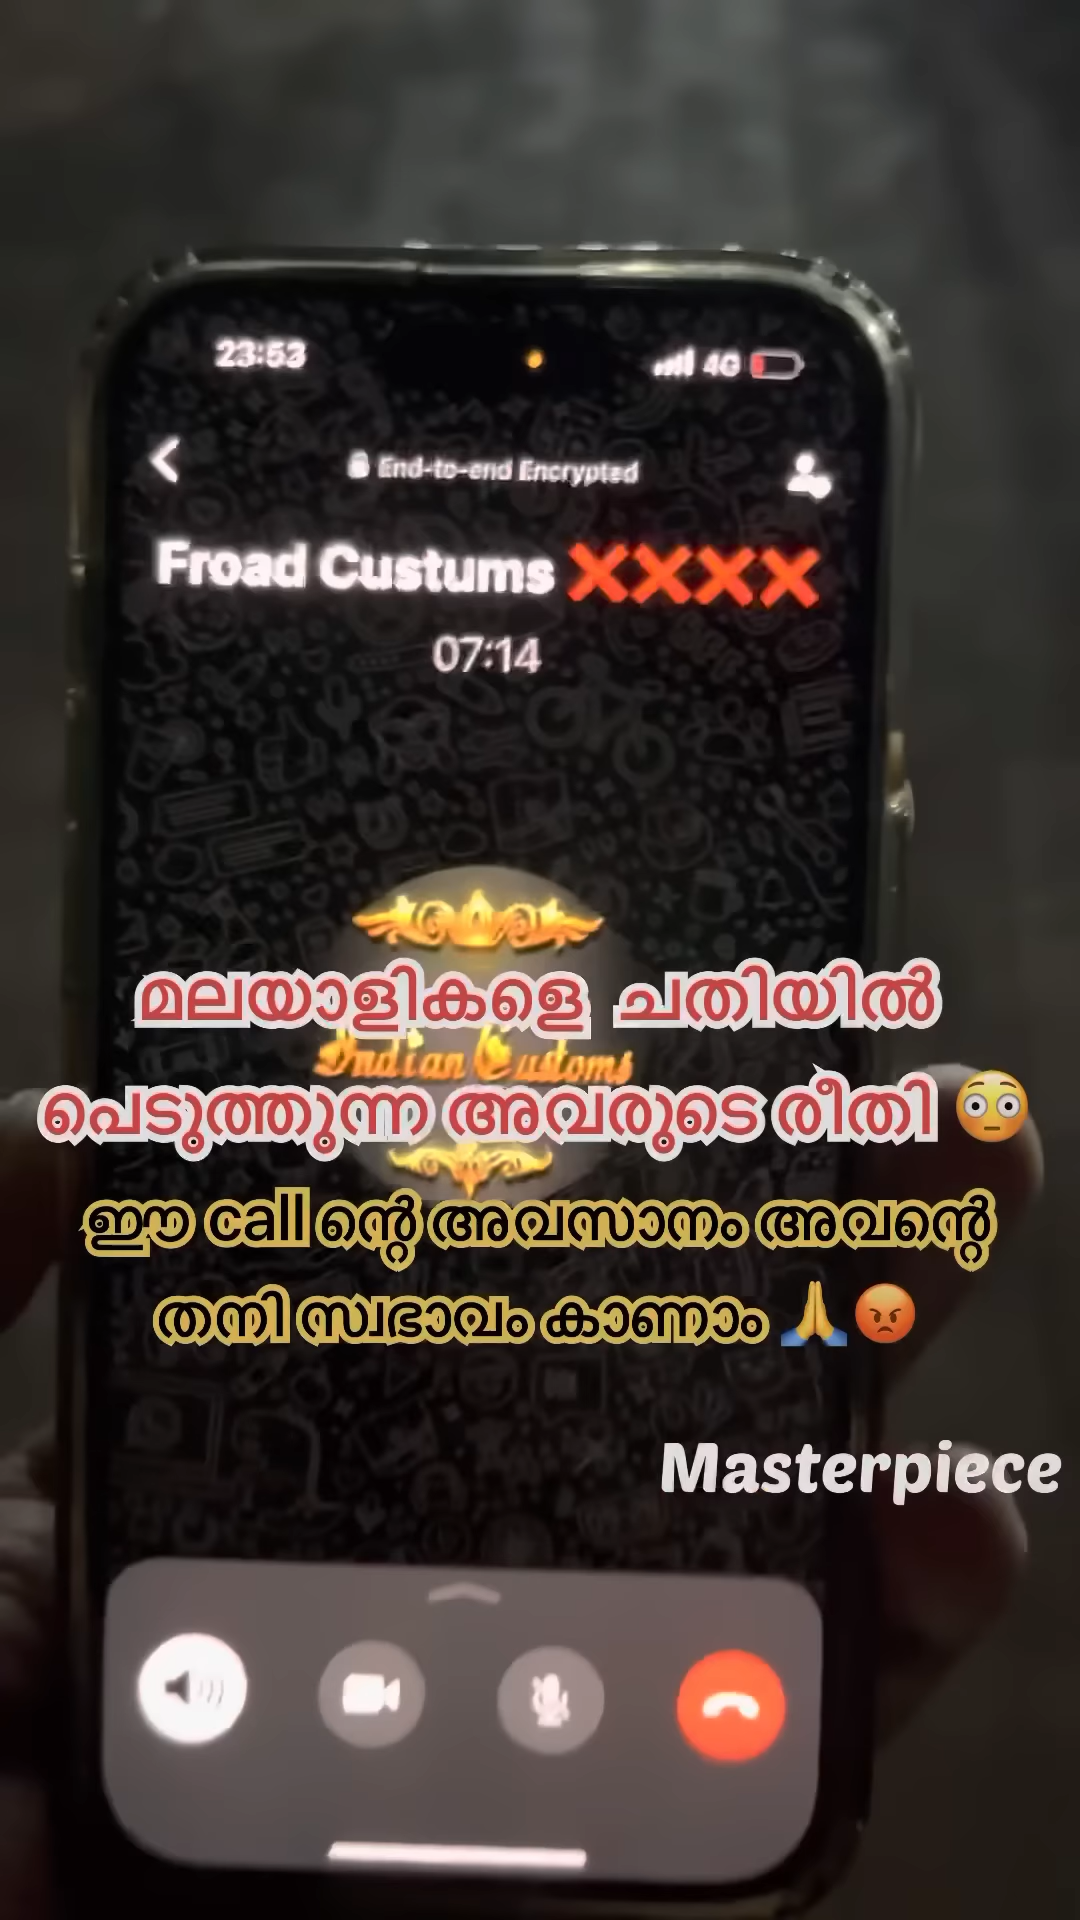 23:53
4G
End-to-end Encrypted
Froad Custums ❌❌❌❌
07:14
മലയാളികളെ ചതിയിൽ
Indian Customs
പെടുത്തുന്ന അവരുടെ രീതി 😳
ഈ call ന്റെ അവസാനം അവന്റെ
തനി സ്വഭാവം കാണാം 🙏😡
Masterpiece